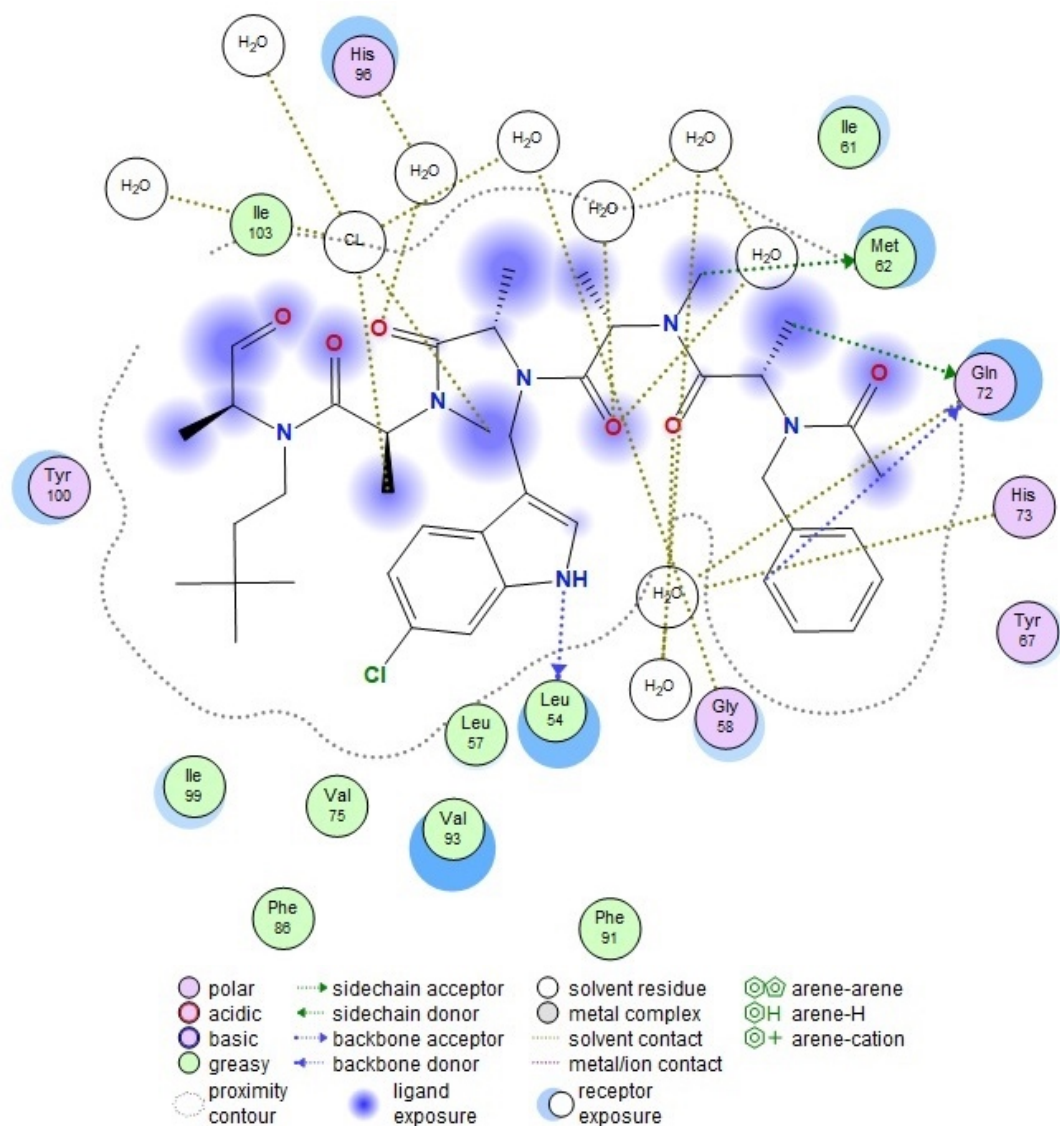 H₂O
His
96
H₂O
H₂O
Ile
61
H₂O
H₂O
H₂O
Ile
103
CL
H₂O
Met
62
O
O
O
N
O
N
N
N
O
O
N
Gln
72
Tyr
100
His
73
NH
H₂O
Tyr
67
Cl
H₂O
Leu
54
Gly
58
Leu
57
Ile
99
Val
75
Val
93
Phe
86
Phe
91
polar
acidic
basic
greasy
proximity
contour
sidechain acceptor
sidechain donor
backbone acceptor
backbone donor
ligand
exposure
solvent residue
metal complex
solvent contact
metal/ion contact
receptor
exposure
arene-arene
H arene-H
+ arene-cation